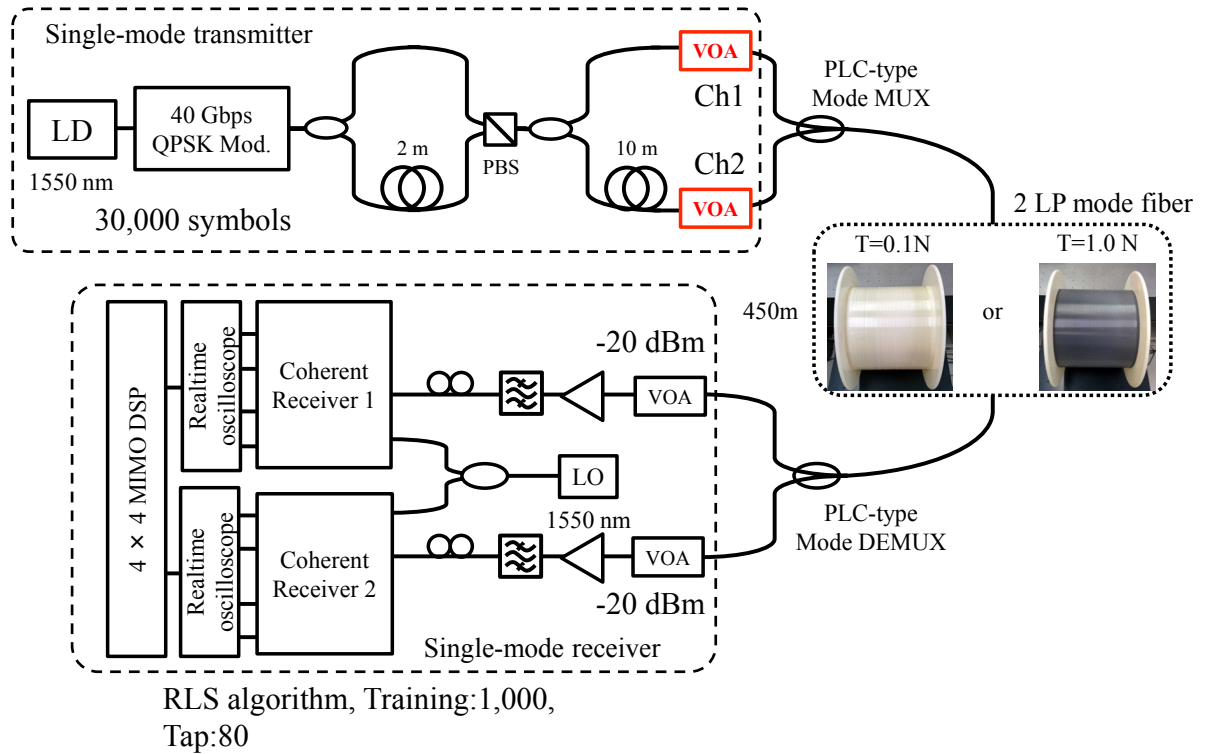 Single-mode transmitter
LD
1550 nm
40 Gbps
QPSK Mod.
30,000 symbols
2 m
PBS
10 m
VOA
Ch1
Ch2
VOA
PLC-type
Mode MUX
2 LP mode fiber
T=0.1N
T=1.0 N
450m
or
4 × 4 MIMO DSP
Realtime
oscilloscope
Coherent
Receiver 1
-20 dBm
VOA
LO
1550 nm
Realtime
oscilloscope
Coherent
Receiver 2
VOA
-20 dBm
PLC-type
Mode DEMUX
Single-mode receiver
RLS algorithm, Training:1,000,
Tap:80